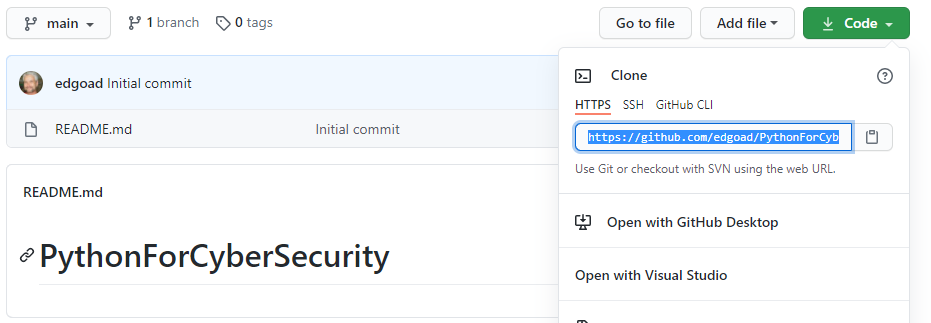 main
1 branch
0 tags
Go to file
Add file
Code
edgoad Initial commit
README.md Initial commit
README.md
PythonForCyberSecurity
Clone
HTTPS SSH GitHub CLI
https://github.com/edgoad/PythonForCyb
Use Git or checkout with SVN using the web URL.
Open with GitHub Desktop
Open with Visual Studio